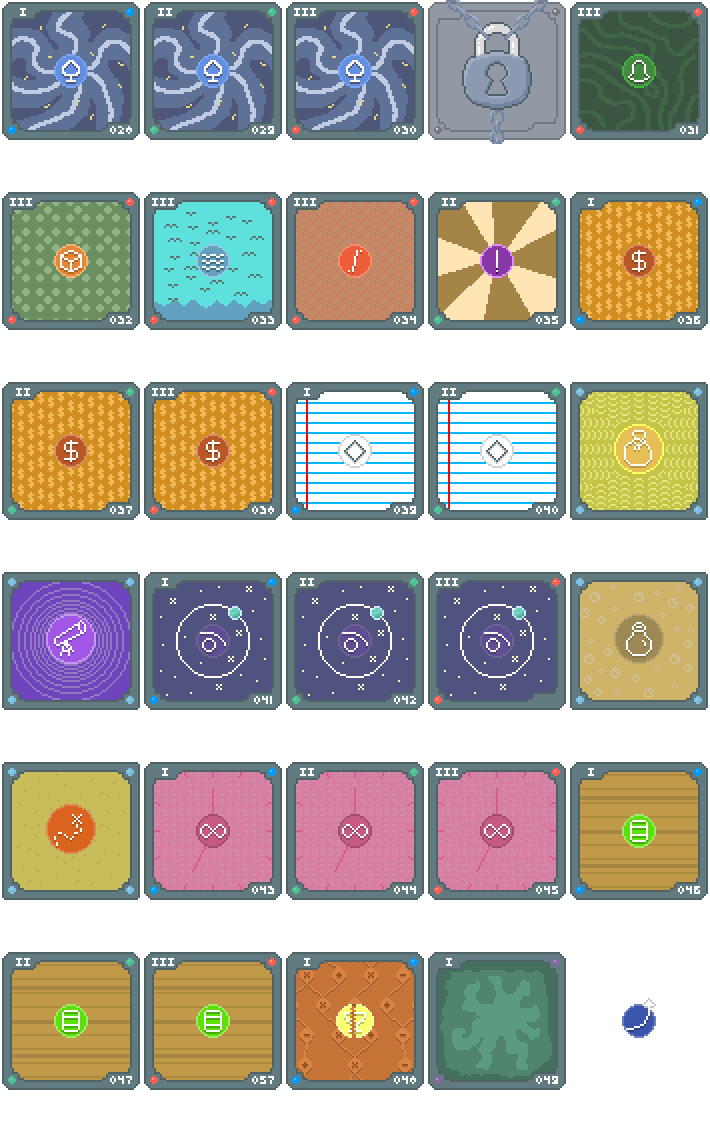 I II III III
028 029 030 031
III III III II I
! $
032 033 034 035 036
II III I II
$ $
037 038 039 040
I II III
041 042
I II III I
∞ ∞ ∞
043 044 045 046
II III I I
047 057 048 049